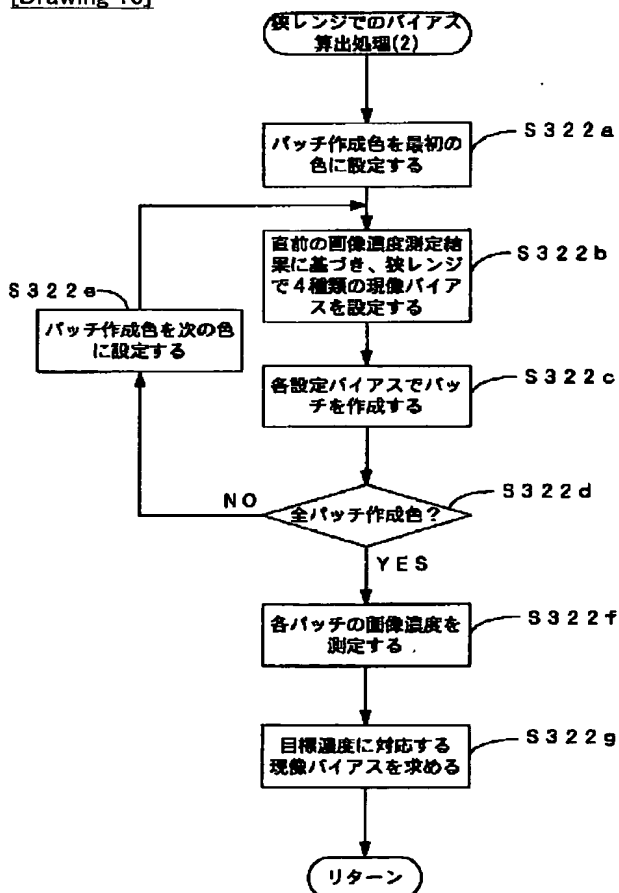 [Drawing 10]
狭レンジでのバイアス
算出処理(2)
パッチ作成色を最初の
色に設定する
S322a
直前の画像濃度測定結
果に基づき、狭レンジ
で4種類の現像バイア
スを設定する
S322b
S322e
パッチ作成色を次の色
に設定する
各設定バイアスでパッ
チを作成する
S322c
全パッチ作成色？
S322d
NO
YES
各パッチの画像濃度を
測定する
S322f
目標濃度に対応する
現像バイアスを求める
S322g
リターン